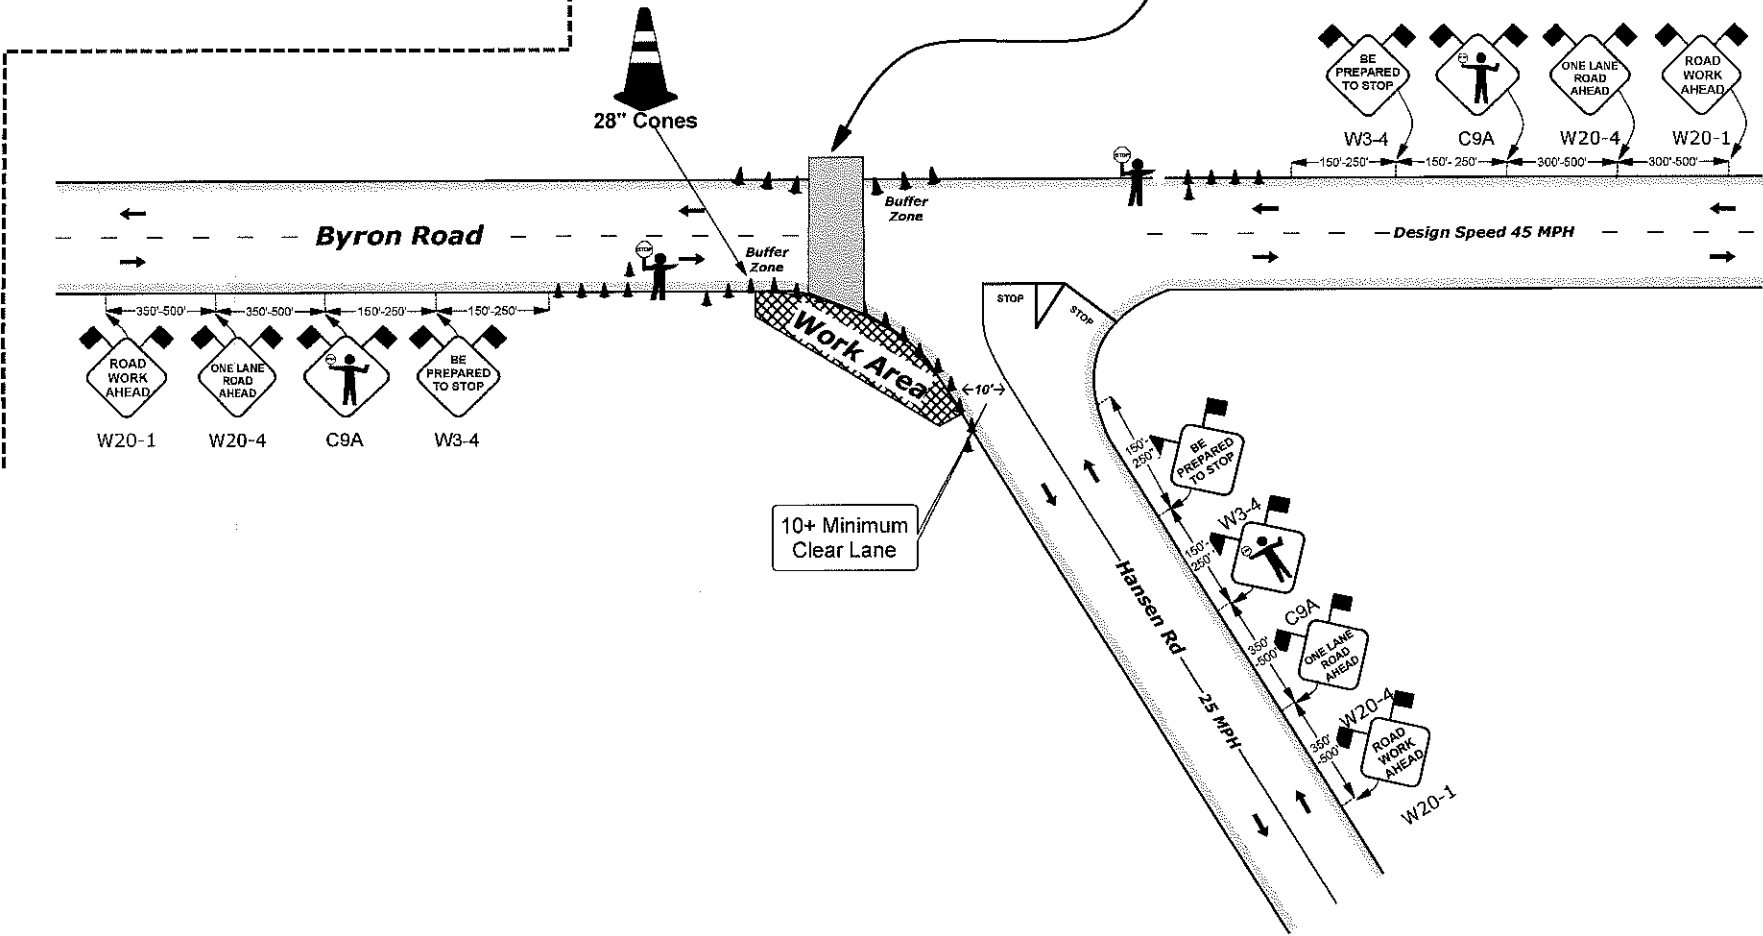 28" Cones
BE
PREPARED
TO STOP
ONE LANE
ROAD
AHEAD
ROAD
WORK
AHEAD
W3-4
C9A
W20-4
W20-1
150'-250'
150'- 250'
300'-500'
300'-500'
STOP
Buffer
Zone
Byron Road
Design Speed 45 MPH
STOP
Buffer
Zone
350'-500'
350'-500'
150'-250'
150'-250'
STOP
STOP
Work Area
ROAD
WORK
AHEAD
ONE LANE
ROAD
AHEAD
BE
PREPARED
TO STOP
W20-1
W20-4
C9A
W3-4
10'
10+ Minimum
Clear Lane
150'-
250'
BE
PREPARED
TO STOP
W3-4
150'-
250'
C9A
350'
-500'
ONE LANE
ROAD
AHEAD
W20-4
350'
-500'
ROAD
WORK
AHEAD
W20-1
Hansen Rd
25 MPH